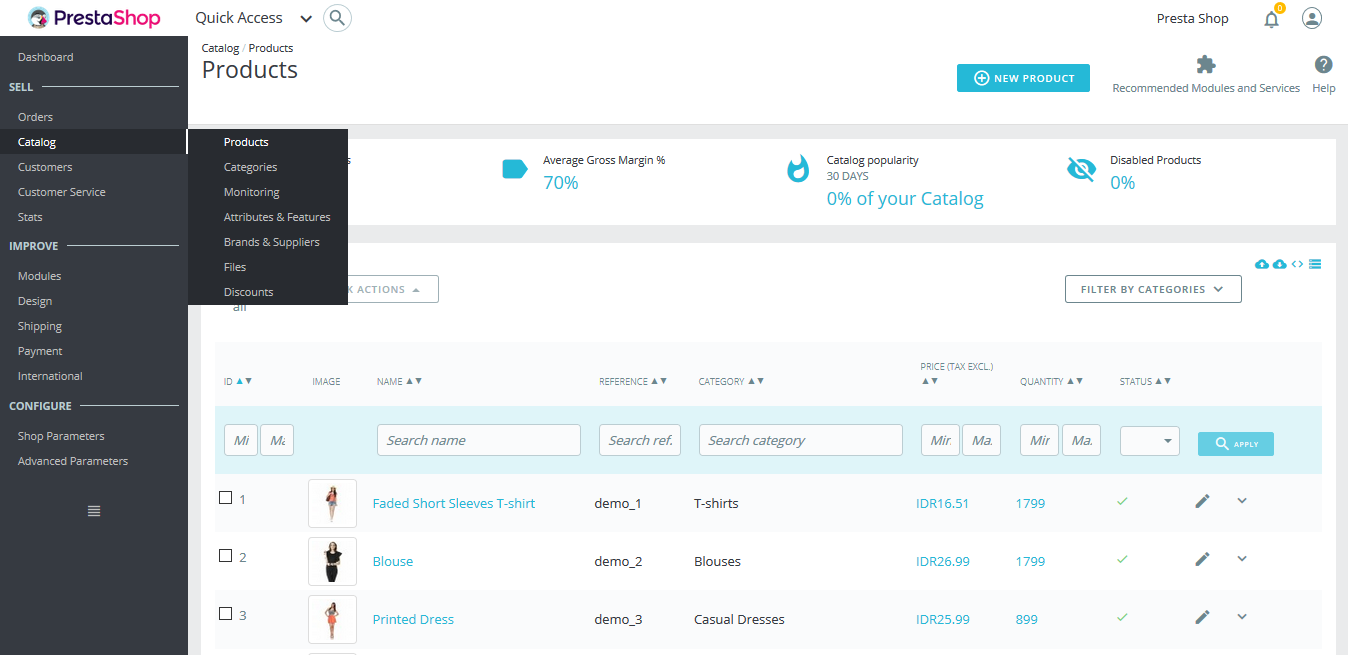 PrestaShop
Quick Access
Presta Shop
0
Catalog / Products
Products
NEW PRODUCT
Recommended Modules and Services
Help
Dashboard
SELL
Orders
Catalog
Customers
Customer Service
Stats
IMPROVE
Modules
Design
Shipping
Payment
International
CONFIGURE
Shop Parameters
Advanced Parameters
Products
Categories
Monitoring
Attributes & Features
Brands & Suppliers
Files
Discounts
Average Gross Margin %
70%
Catalog popularity
30 DAYS
0% of your Catalog
Disabled Products
0%
ACTIONS
FILTER BY CATEGORIES
all
ID IMAGE NAME REFERENCE CATEGORY PRICE (TAX EXCL.) QUANTITY STATUS
Mi Ma Search name Search ref. Search category Mir Ma. Mir Ma. APPLY
1 Faded Short Sleeves T-shirt demo_1 T-shirts IDR16.51 1799
2 Blouse demo_2 Blouses IDR26.99 1799
3 Printed Dress demo_3 Casual Dresses IDR25.99 899